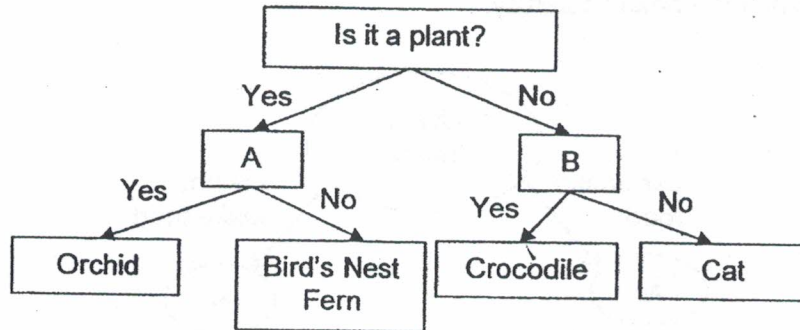 Is it a plant?
Yes
No
A
B
Yes
No
Yes
No
Orchid
Bird's Nest
Fern
Crocodile
Cat